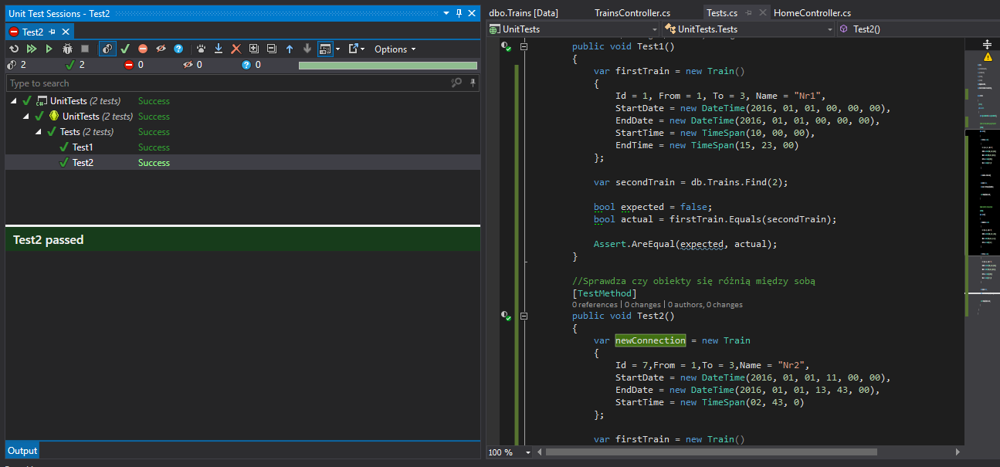 Unit Test Sessions - Test2
Test2
Options
2 2 0 0 0
Type to search
UnitTests (2 tests) Success
UnitTests (2 tests) Success
Tests (2 tests) Success
Test1 Success
Test2 Success
Test2 passed
Output
dbo.Trains [Data] TrainsController.cs Tests.cs HomeController.cs
UnitTests UnitTests.Tests Test2()
public void Test1()
{
var firstTrain = new Train()
{
Id = 1, From = 1, To = 3, Name = "Nr1",
StartDate = new DateTime(2016, 01, 01, 00, 00, 00),
EndDate = new DateTime(2016, 01, 01, 00, 00, 00),
StartTime = new TimeSpan(10, 00, 00),
EndTime = new TimeSpan(15, 23, 00)
};
var secondTrain = db.Trains.Find(2);
bool expected = false;
bool actual = firstTrain.Equals(secondTrain);
Assert.AreEqual(expected, actual);
}
//Sprawdza czy obiekty się różnią między sobą
[TestMethod]
0 references | 0 changes | 0 authors, 0 changes
public void Test2()
{
var newConnection = new Train
{
Id = 7,From = 1,To = 3,Name = "Nr2",
StartDate = new DateTime(2016, 01, 01, 11, 00, 00),
EndDate = new DateTime(2016, 01, 01, 13, 43, 00),
StartTime = new TimeSpan(02, 43, 0)
};
var firstTrain = new Train()
100 %